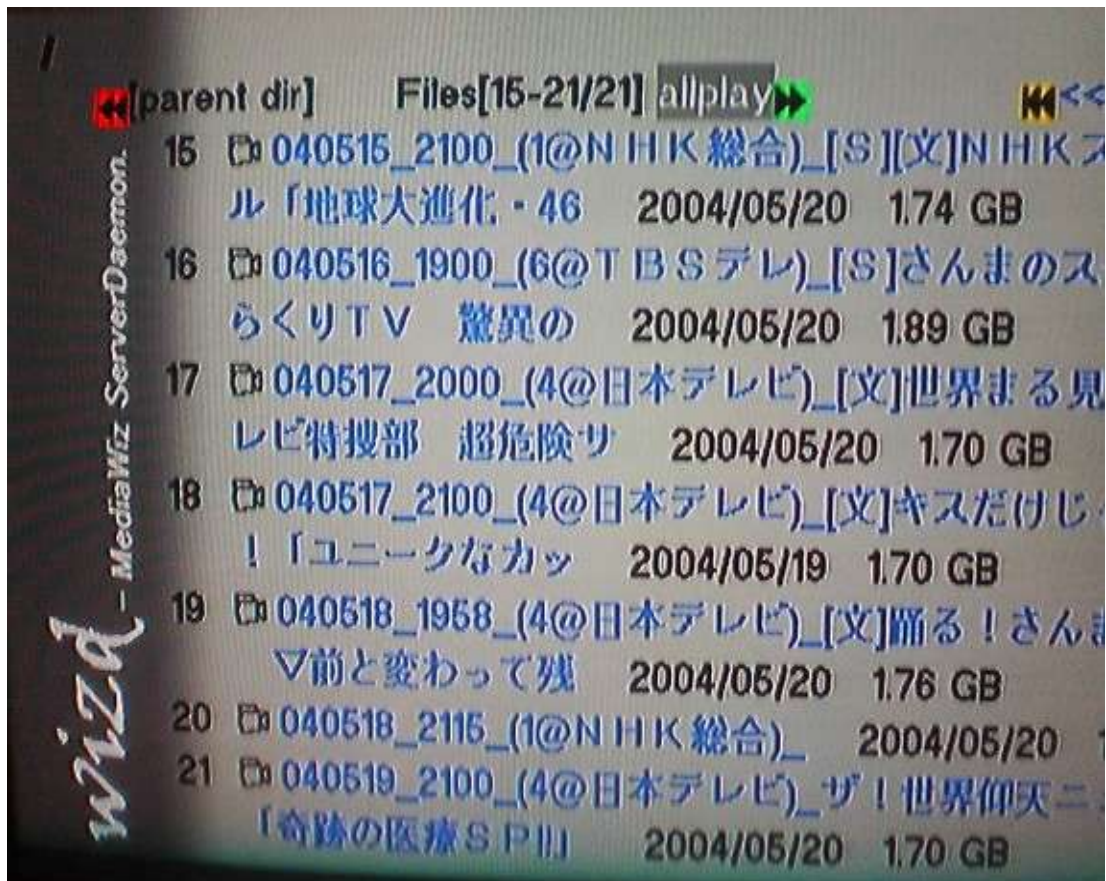 /
[parent dir] Files[15-21/21] allplay <<
15 040515_2100_(1@NHK総合)_[S][文]NHKス
ル「地球大進化・46 2004/05/20 1.74 GB
16 040516_1900_(6@TBSテレ)_[S]さんまのス
らくりTV 驚異の 2004/05/20 1.89 GB
17 040517_2000_(4@日本テレビ)_[文]世界まる見
レビ特捜部 超危険サ 2004/05/20 1.70 GB
18 040517_2100_(4@日本テレビ)_[文]キスだけじ
!「ユニークなカッ 2004/05/19 1.70 GB
19 040518_1958_(4@日本テレビ)_[文]踊る!さんま
▽前と変わって残 2004/05/20 1.76 GB
20 040518_2115_(1@NHK総合)_ 2004/05/20
21 040519_2100_(4@日本テレビ)_ザ!世界仰天ニ
「奇跡の医療SP!!」 2004/05/20 1.70 GB
wizd - MediaWiz ServerDaemon.